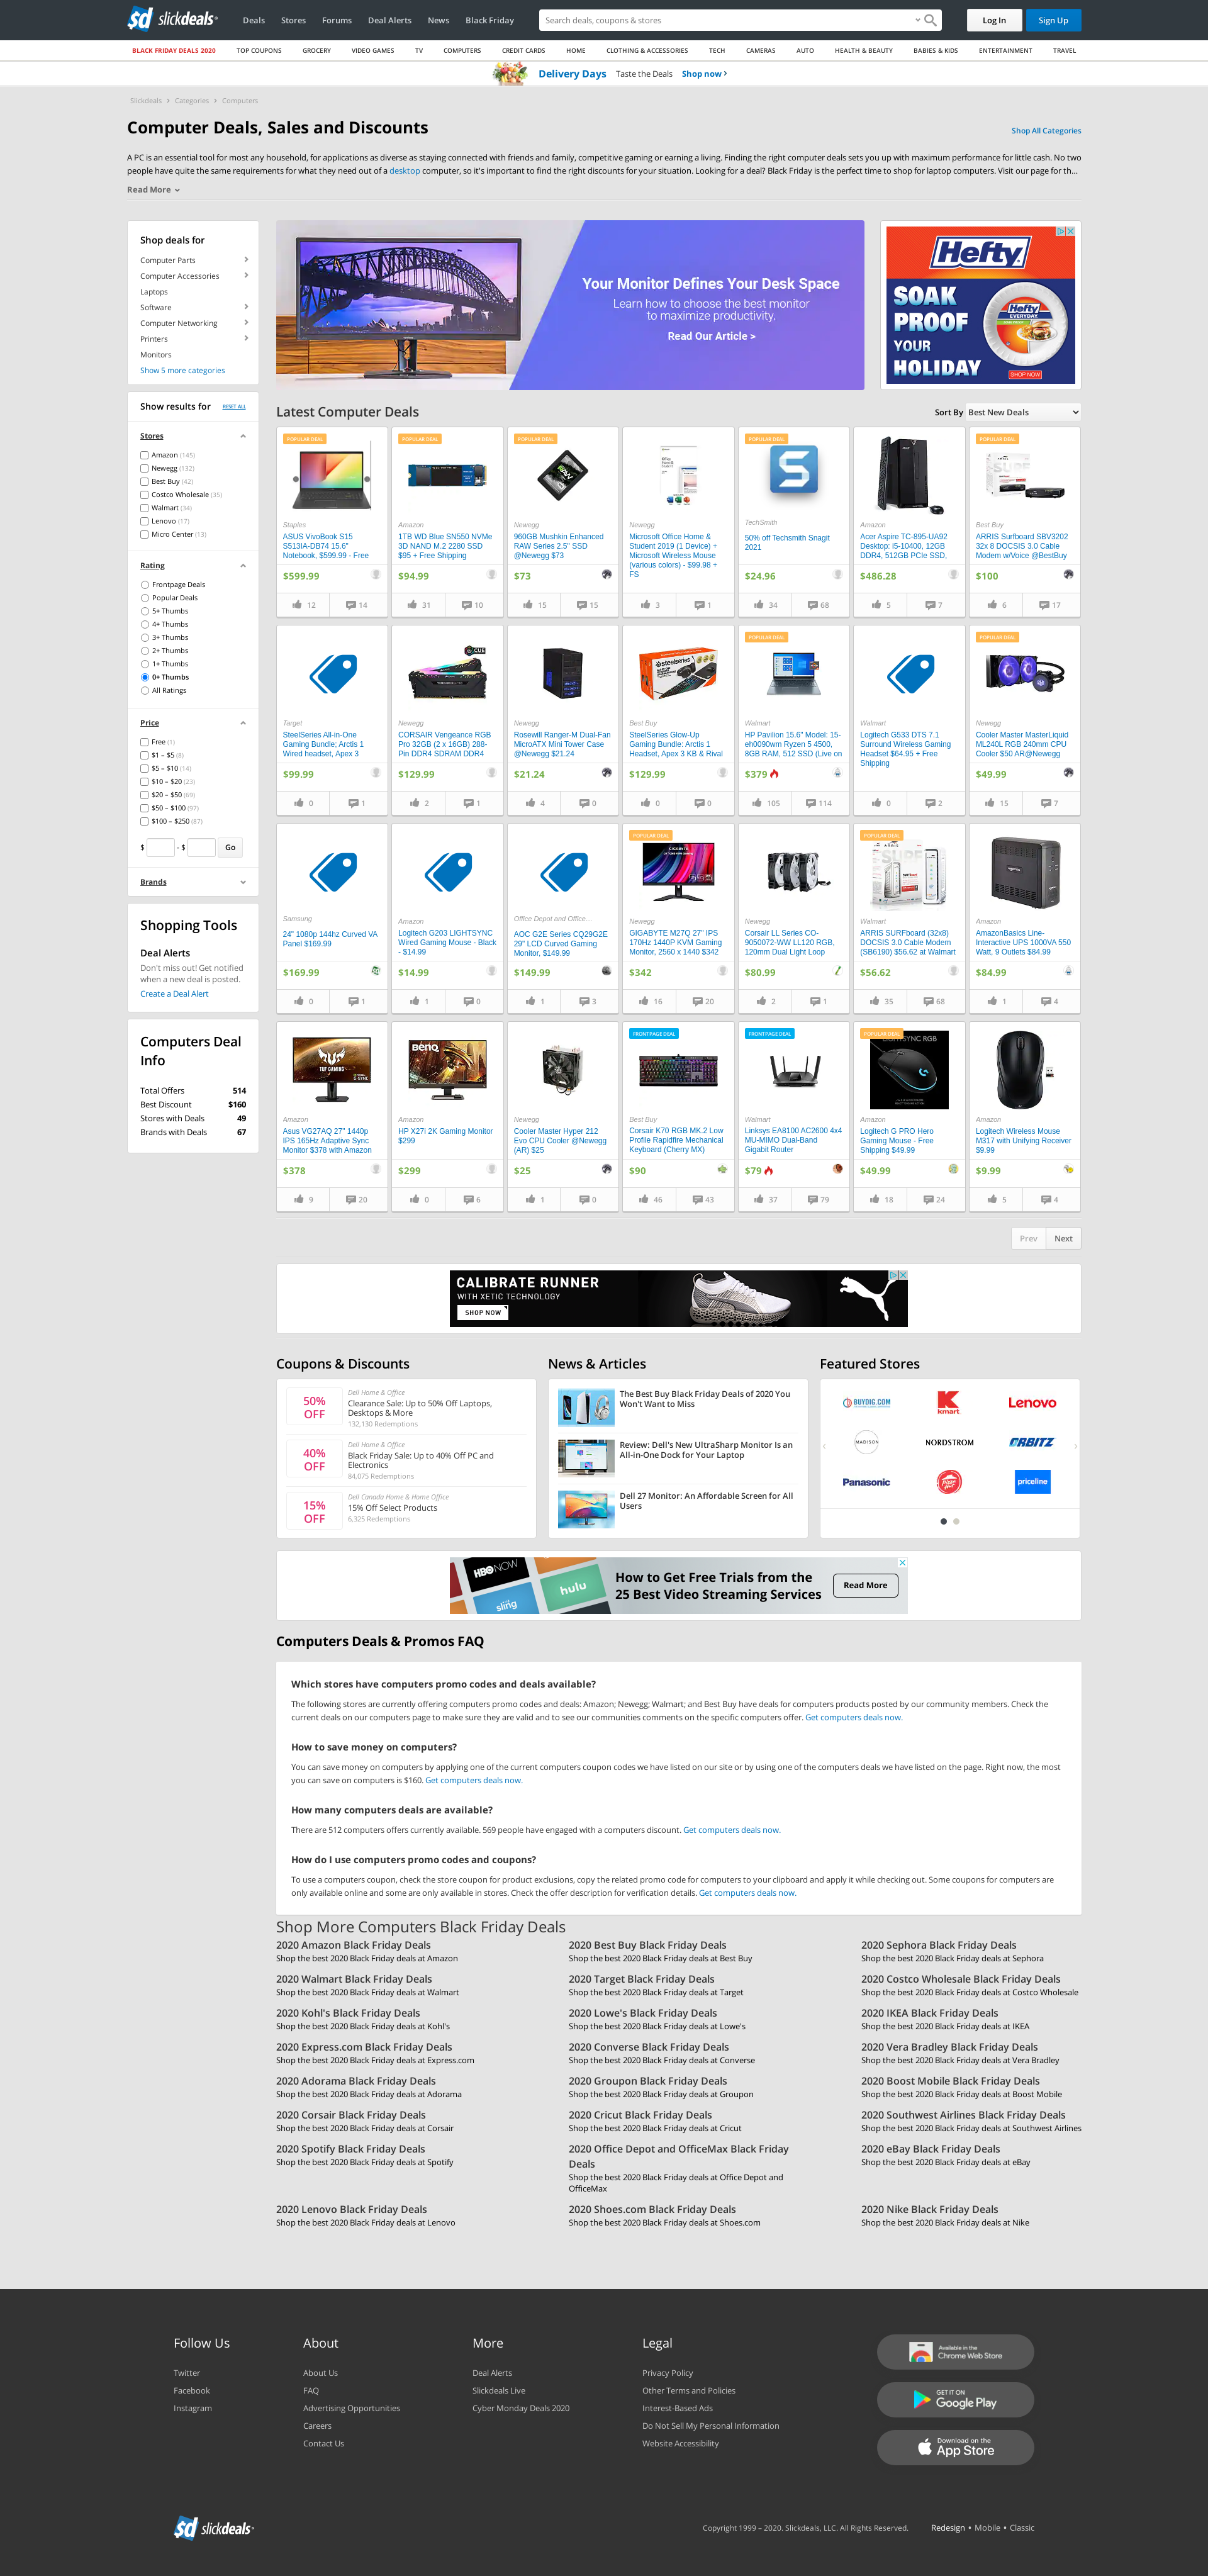 slickdeals
Deals
Stores
Forums
Deal Alerts
News
Black Friday
Search deals, coupons & stores
Log In
Sign Up
BLACK FRIDAY DEALS 2020
TOP COUPONS
GROCERY
VIDEO GAMES
TV
COMPUTERS
CREDIT CARDS
HOME
CLOTHING & ACCESSORIES
TECH
CAMERAS
AUTO
HEALTH & BEAUTY
BABIES & KIDS
ENTERTAINMENT
TRAVEL
Delivery Days Taste the Deals Shop now
Slickdeals › Categories › Computers
Computer Deals, Sales and Discounts
Shop All Categories
A PC is an essential tool for most any household, for applications as diverse as staying connected with friends and family, competitive gaming or earning a living. Finding the right computer deals sets you up with maximum performance for little cash. No two
people have quite the same requirements for what they need out of a desktop computer, so it's important to find the right discounts for your situation. Looking for a deal? Black Friday is the perfect time to shop for laptop computers. Visit our page for th...
Read More
Shop deals for
Computer Parts
Computer Accessories
Laptops
Software
Computer Networking
Printers
Monitors
Show 5 more categories
Show results for
RESET ALL
Stores
Amazon (145)
Newegg (132)
Best Buy (42)
Costco Wholesale (35)
Walmart (34)
Lenovo (17)
Micro Center (13)
Rating
Frontpage Deals
Popular Deals
5+ Thumbs
4+ Thumbs
3+ Thumbs
2+ Thumbs
1+ Thumbs
0+ Thumbs
All Ratings
Price
Free (1)
$1 – $5 (8)
$5 – $10 (14)
$10 – $20 (23)
$20 – $50 (69)
$50 – $100 (97)
$100 – $250 (87)
$ - $ Go
Brands
Shopping Tools
Deal Alerts
Don't miss out! Get notified
when a new deal is posted.
Create a Deal Alert
Computers Deal
Info
Total Offers 514
Best Discount $160
Stores with Deals 49
Brands with Deals 67
Your Monitor Defines Your Desk Space
Learn how to choose the best monitor
to maximize productivity.
Read Our Article >
Hefty
SOAK
PROOF
YOUR
HOLIDAY
Hefty
EVERYDAY
SHOP NOW
Latest Computer Deals
Sort By Best New Deals
POPULAR DEAL
Staples
ASUS VivoBook S15
S513IA-DB74 15.6"
Notebook, $599.99 - Free
$599.99
12 14
POPULAR DEAL
Amazon
1TB WD Blue SN550 NVMe
3D NAND M.2 2280 SSD
$95 + Free Shipping
$94.99
31 10
POPULAR DEAL
Newegg
960GB Mushkin Enhanced
RAW Series 2.5" SSD
@Newegg $73
$73
15 15
Newegg
Microsoft Office Home &
Student 2019 (1 Device) +
Microsoft Wireless Mouse
(various colors) - $99.98 +
FS
3 1
POPULAR DEAL
TechSmith
50% off Techsmith Snagit
2021
$24.96
34 68
Amazon
Acer Aspire TC-895-UA92
Desktop: i5-10400, 12GB
DDR4, 512GB PCIe SSD,
$486.28
5 7
POPULAR DEAL
Best Buy
ARRIS Surfboard SBV3202
32x 8 DOCSIS 3.0 Cable
Modem w/Voice @BestBuy
$100
6 17
Target
SteelSeries All-in-One
Gaming Bundle: Arctis 1
Wired headset, Apex 3
$99.99
0 1
Newegg
CORSAIR Vengeance RGB
Pro 32GB (2 x 16GB) 288-
Pin DDR4 SDRAM DDR4
$129.99
2 1
Newegg
Rosewill Ranger-M Dual-Fan
MicroATX Mini Tower Case
@Newegg $21.24
$21.24
4 0
steelseries
Best Buy
SteelSeries Glow-Up
Gaming Bundle: Arctis 1
Headset, Apex 3 KB & Rival
$129.99
0 0
POPULAR DEAL
Walmart
HP Pavilion 15.6" Model: 15-
eh0090wm Ryzen 5 4500,
8GB RAM, 512 SSD (Live on
$379
105 114
Walmart
Logitech G533 DTS 7.1
Surround Wireless Gaming
Headset $64.95 + Free
Shipping
0 2
POPULAR DEAL
Newegg
Cooler Master MasterLiquid
ML240L RGB 240mm CPU
Cooler $50 AR@Newegg
$49.99
15 7
Samsung
24" 1080p 144hz Curved VA
Panel $169.99
$169.99
0 1
Amazon
Logitech G203 LIGHTSYNC
Wired Gaming Mouse - Black
- $14.99
$14.99
1 0
Office Depot and Office…
AOC G2E Series CQ29G2E
29" LCD Curved Gaming
Monitor, $149.99
$149.99
1 3
POPULAR DEAL
GIGABYTE
Newegg
GIGABYTE M27Q 27" IPS
170Hz 1440P KVM Gaming
Monitor, 2560 x 1440 $342
$342
16 20
Newegg
Corsair LL Series CO-
9050072-WW LL120 RGB,
120mm Dual Light Loop
$80.99
2 1
POPULAR DEAL
Walmart
ARRIS SURFboard (32x8)
DOCSIS 3.0 Cable Modem
(SB6190) $56.62 at Walmart
$56.62
35 68
Amazon
AmazonBasics Line-
Interactive UPS 1000VA 550
Watt, 9 Outlets $84.99
$84.99
1 4
TUF GAMING
Amazon
Asus VG27AQ 27" 1440p
IPS 165Hz Adaptive Sync
Monitor $378 with Amazon
$378
9 20
BenQ
Amazon
HP X27i 2K Gaming Monitor
$299
$299
0 6
Newegg
Cooler Master Hyper 212
Evo CPU Cooler @Newegg
(AR) $25
$25
1 0
FRONTPAGE DEAL
Best Buy
Corsair K70 RGB MK.2 Low
Profile Rapidfire Mechanical
Keyboard (Cherry MX)
$90
46 43
FRONTPAGE DEAL
Walmart
Linksys EA8100 AC2600 4x4
MU-MIMO Dual-Band
Gigabit Router
$79
37 79
POPULAR DEAL
Amazon
Logitech G PRO Hero
Gaming Mouse - Free
Shipping $49.99
$49.99
18 24
Amazon
Logitech Wireless Mouse
M317 with Unifying Receiver
$9.99
$9.99
5 4
Prev Next
CALIBRATE RUNNER
WITH XETIC TECHNOLOGY
SHOP NOW
Coupons & Discounts
50%
OFF
Dell Home & Office
Clearance Sale: Up to 50% Off Laptops,
Desktops & More
132,130 Redemptions
40%
OFF
Dell Home & Office
Black Friday Sale: Up to 40% Off PC and
Electronics
84,075 Redemptions
15%
OFF
Dell Canada Home & Home Office
15% Off Select Products
6,325 Redemptions
News & Articles
The Best Buy Black Friday Deals of 2020 You
Won't Want to Miss
Review: Dell's New UltraSharp Monitor Is an
All-in-One Dock for Your Laptop
Dell 27 Monitor: An Affordable Screen for All
Users
Featured Stores
BUYDIG.COM
kmart
Lenovo
MADISON
NORDSTROM
ORBITZ
Panasonic
Pizza Hut
priceline
HBO NOW
sling
hulu
How to Get Free Trials from the
25 Best Video Streaming Services
Read More
Computers Deals & Promos FAQ
Which stores have computers promo codes and deals available?
The following stores are currently offering computers promo codes and deals: Amazon; Newegg; Walmart; and Best Buy have deals for computers products posted by our community members. Check the
current deals on our computers page to make sure they are valid and to see our communities comments on the specific computers offer. Get computers deals now.
How to save money on computers?
You can save money on computers by applying one of the current computers coupon codes we have listed on our site or by using one of the computers deals we have listed on the page. Right now, the most
you can save on computers is $160. Get computers deals now.
How many computers deals are available?
There are 512 computers offers currently available. 569 people have engaged with a computers discount. Get computers deals now.
How do I use computers promo codes and coupons?
To use a computers coupon, check the store coupon for product exclusions, copy the related promo code for computers to your clipboard and apply it while checking out. Some coupons for computers are
only available online and some are only available in stores. Check the offer description for verification details. Get computers deals now.
Shop More Computers Black Friday Deals
2020 Amazon Black Friday Deals
Shop the best 2020 Black Friday deals at Amazon
2020 Best Buy Black Friday Deals
Shop the best 2020 Black Friday deals at Best Buy
2020 Sephora Black Friday Deals
Shop the best 2020 Black Friday deals at Sephora
2020 Walmart Black Friday Deals
Shop the best 2020 Black Friday deals at Walmart
2020 Target Black Friday Deals
Shop the best 2020 Black Friday deals at Target
2020 Costco Wholesale Black Friday Deals
Shop the best 2020 Black Friday deals at Costco Wholesale
2020 Kohl's Black Friday Deals
Shop the best 2020 Black Friday deals at Kohl's
2020 Lowe's Black Friday Deals
Shop the best 2020 Black Friday deals at Lowe's
2020 IKEA Black Friday Deals
Shop the best 2020 Black Friday deals at IKEA
2020 Express.com Black Friday Deals
Shop the best 2020 Black Friday deals at Express.com
2020 Converse Black Friday Deals
Shop the best 2020 Black Friday deals at Converse
2020 Vera Bradley Black Friday Deals
Shop the best 2020 Black Friday deals at Vera Bradley
2020 Adorama Black Friday Deals
Shop the best 2020 Black Friday deals at Adorama
2020 Groupon Black Friday Deals
Shop the best 2020 Black Friday deals at Groupon
2020 Boost Mobile Black Friday Deals
Shop the best 2020 Black Friday deals at Boost Mobile
2020 Corsair Black Friday Deals
Shop the best 2020 Black Friday deals at Corsair
2020 Cricut Black Friday Deals
Shop the best 2020 Black Friday deals at Cricut
2020 Southwest Airlines Black Friday Deals
Shop the best 2020 Black Friday deals at Southwest Airlines
2020 Spotify Black Friday Deals
Shop the best 2020 Black Friday deals at Spotify
2020 Office Depot and OfficeMax Black Friday
Deals
Shop the best 2020 Black Friday deals at Office Depot and
OfficeMax
2020 eBay Black Friday Deals
Shop the best 2020 Black Friday deals at eBay
2020 Lenovo Black Friday Deals
Shop the best 2020 Black Friday deals at Lenovo
2020 Shoes.com Black Friday Deals
Shop the best 2020 Black Friday deals at Shoes.com
2020 Nike Black Friday Deals
Shop the best 2020 Black Friday deals at Nike
Follow Us
Twitter
Facebook
Instagram
About
About Us
FAQ
Advertising Opportunities
Careers
Contact Us
More
Deal Alerts
Slickdeals Live
Cyber Monday Deals 2020
Legal
Privacy Policy
Other Terms and Policies
Interest-Based Ads
Do Not Sell My Personal Information
Website Accessibility
Available in the
Chrome Web Store
GET IT ON
Google Play
Download on the
App Store
slickdeals
Copyright 1999 – 2020. Slickdeals, LLC. All Rights Reserved.
Redesign • Mobile • Classic